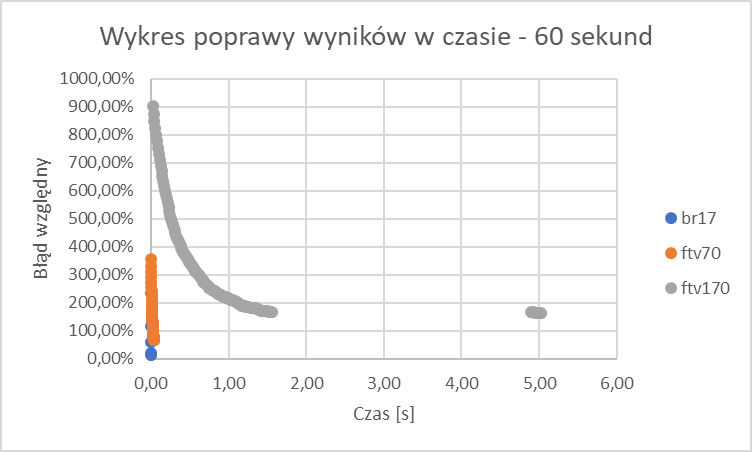 Wykres poprawy wyników w czasie - 60 sekund
1000,00%
900,00%
800,00%
700,00%
600,00%
500,00%
400,00%
300,00%
200,00%
100,00%
0,00%
Błąd względny
0,00 1,00 2,00 3,00 4,00 5,00 6,00
Czas [s]
br17
ftv70
ftv170